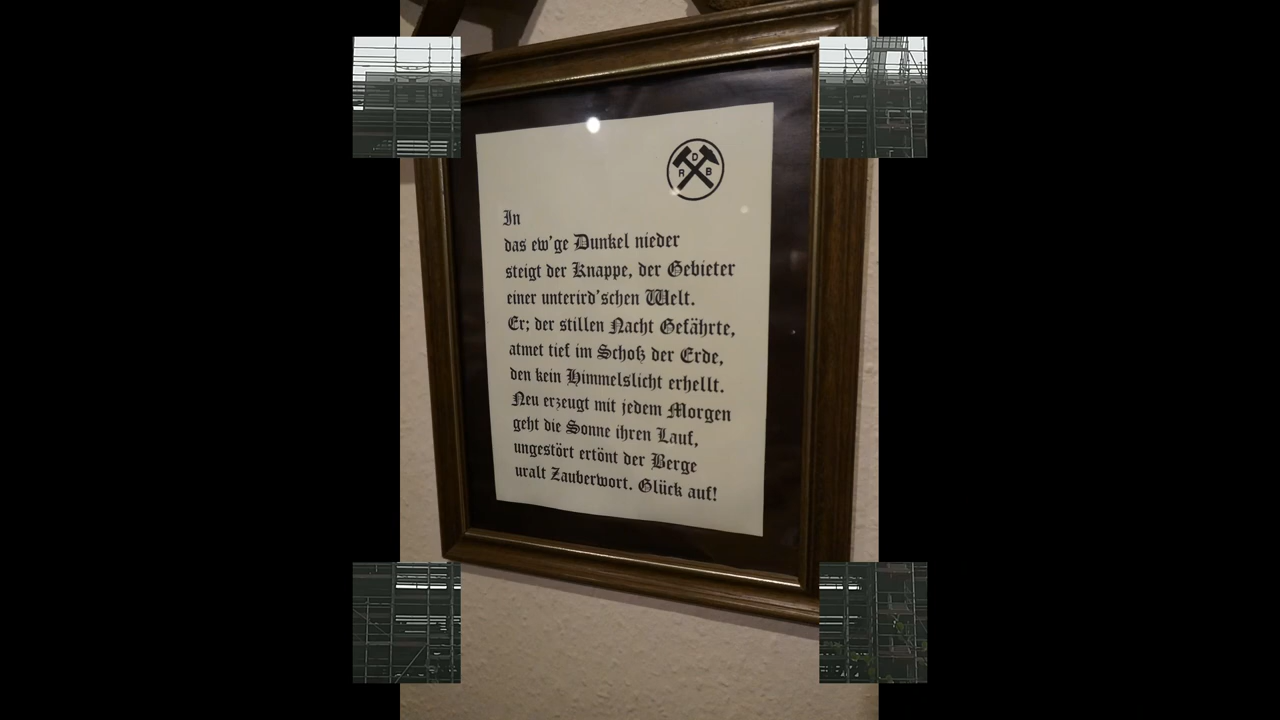 D
A B
In
das ew'ge Dunkel nieder
steigt der Knappe, der Gebieter
einer unterird'schen Welt.
Er; der stillen Nacht Gefährte,
atmet tief im Schoß der Erde,
den kein Himmelslicht erhellt.
Neu erzeugt mit jedem Morgen
geht die Sonne ihren Lauf,
ungestört ertönt der Berge
uralt Zauberwort. Glück auf!